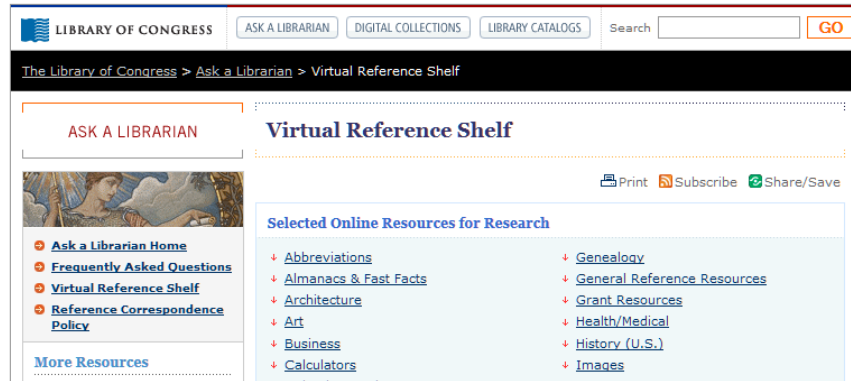 LIBRARY OF CONGRESS
ASK A LIBRARIAN
DIGITAL COLLECTIONS
LIBRARY CATALOGS
Search
GO
The Library of Congress > Ask a Librarian > Virtual Reference Shelf
ASK A LIBRARIAN
Ask a Librarian Home
Frequently Asked Questions
Virtual Reference Shelf
Reference Correspondence
Policy
More Resources
Virtual Reference Shelf
Print Subscribe Share/Save
Selected Online Resources for Research
Abbreviations
Almanacs & Fast Facts
Architecture
Art
Business
Calculators
Genealogy
General Reference Resources
Grant Resources
Health/Medical
History (U.S.)
Images